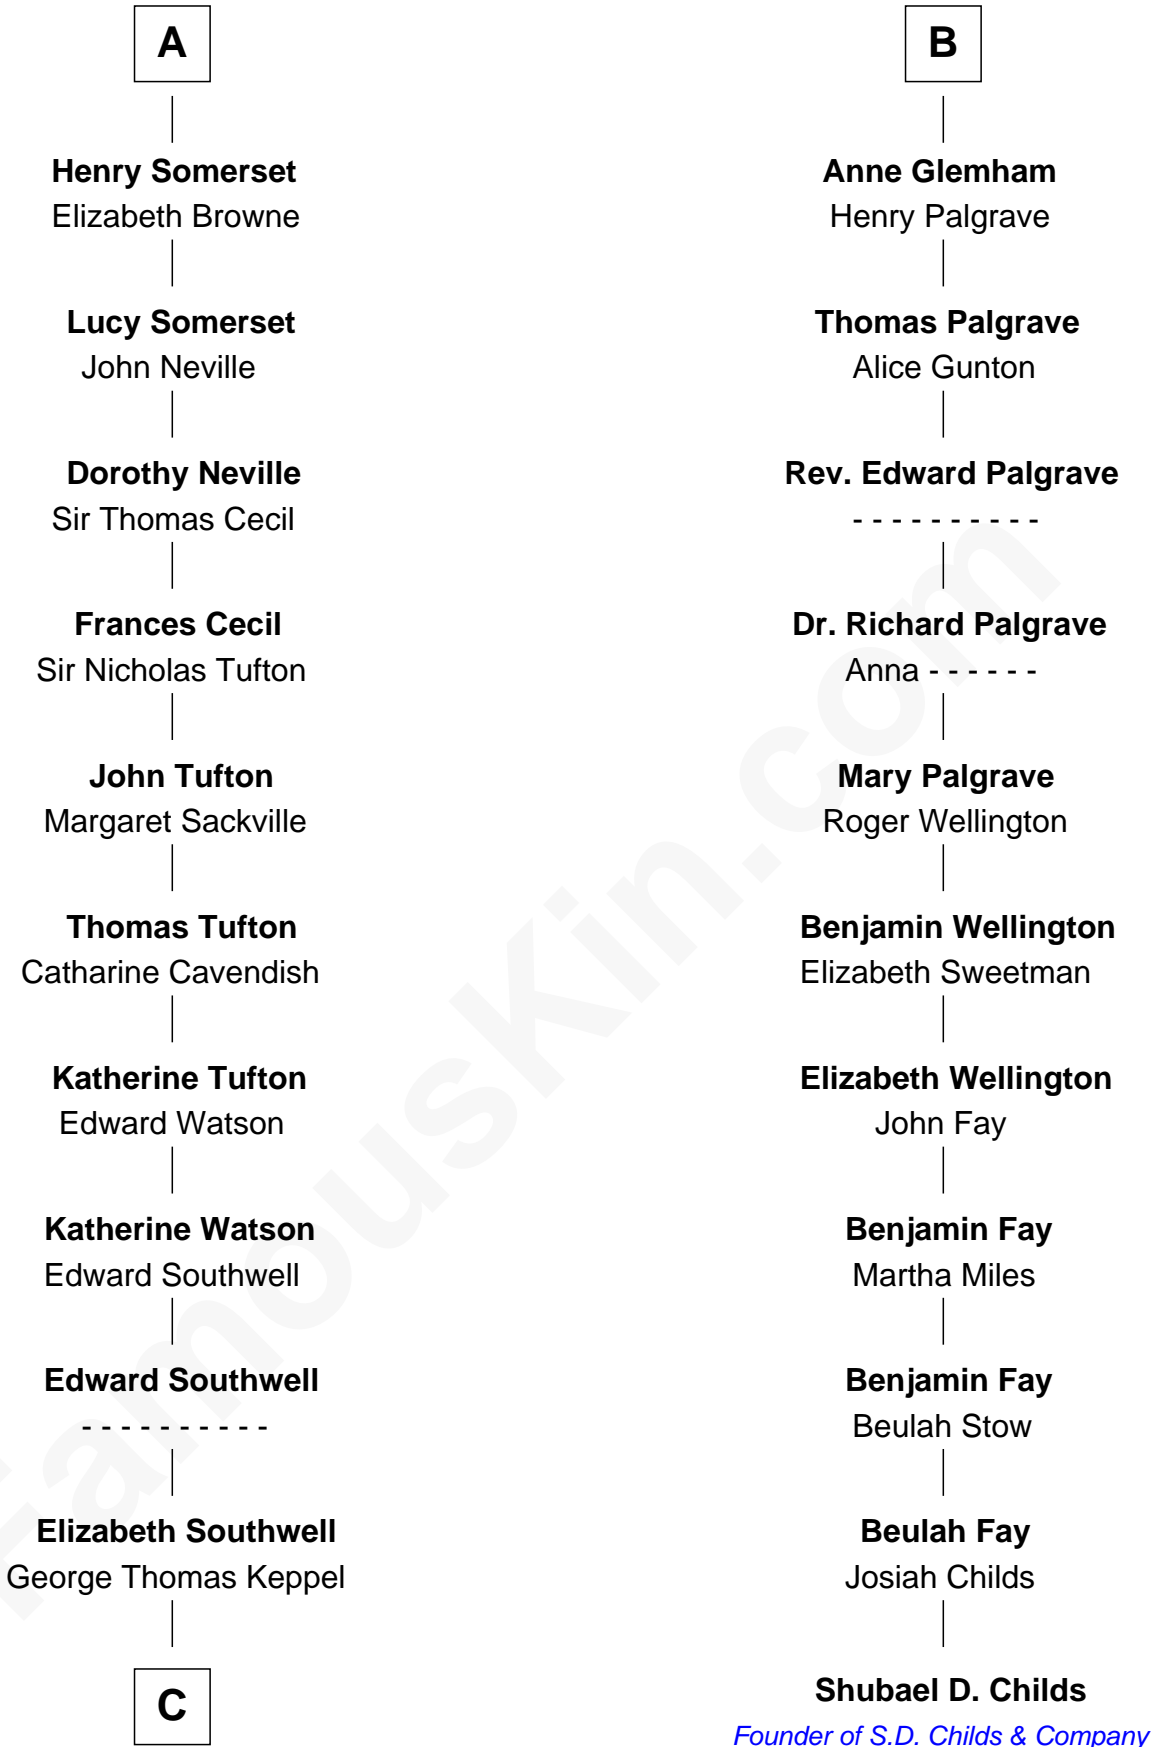 A
Henry Somerset
Elizabeth Browne
Lucy Somerset
John Neville
Dorothy Neville
Sir Thomas Cecil
Frances Cecil
Sir Nicholas Tufton
John Tufton
Margaret Sackville
Thomas Tufton
Catharine Cavendish
Katherine Tufton
Edward Watson
Katherine Watson
Edward Southwell
Edward Southwell
- - - - - - - - - -
Elizabeth Southwell
George Thomas Keppel
C
B
Anne Glemham
Henry Palgrave
Thomas Palgrave
Alice Gunton
Rev. Edward Palgrave
- - - - - - - - - -
Dr. Richard Palgrave
Anna - - - - - -
Mary Palgrave
Roger Wellington
Benjamin Wellington
Elizabeth Sweetman
Elizabeth Wellington
John Fay
Benjamin Fay
Martha Miles
Benjamin Fay
Beulah Stow
Beulah Fay
Josiah Childs
Shubael D. Childs
Founder of S.D. Childs & Company
FamousKin.com